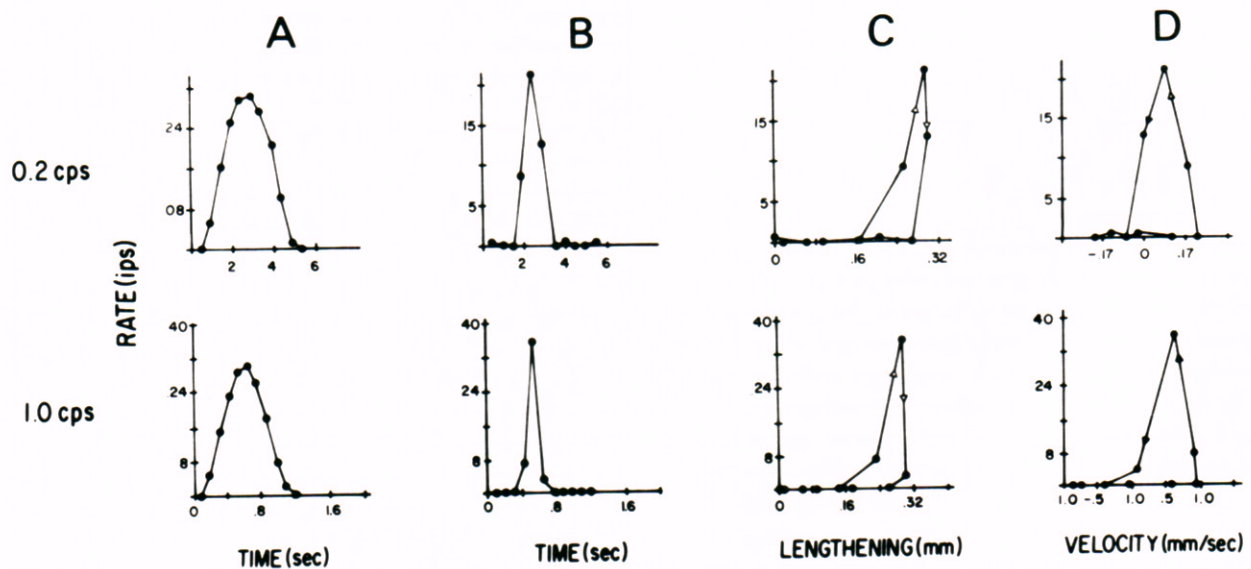 A B C D
0.2 cps
RATE (ips)
24
08
2 4 6
15
5
2 4 6
15
5
0 .16 .32
15
5
-.17 0 .17
1.0 cps
40
24
8
0 .8 1.6
TIME (sec)
40
24
8
0 .8 1.6
TIME (sec)
40
24
8
0 .16 .32
LENGTHENING (mm)
40
24
8
1.0 -.5 1.0 .5 1.0
VELOCITY (mm/sec)